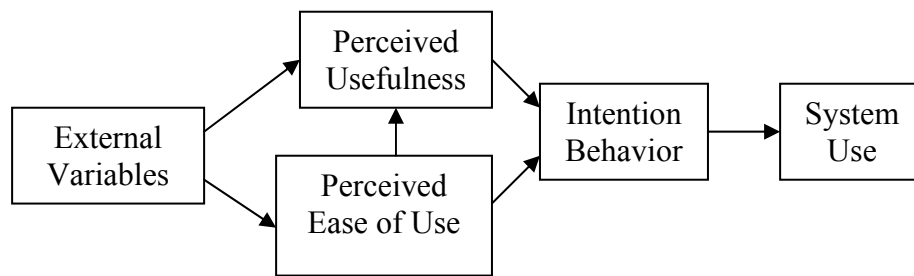 Perceived
Usefulness
External
Variables
Perceived
Ease of Use
Intention
Behavior
System
Use